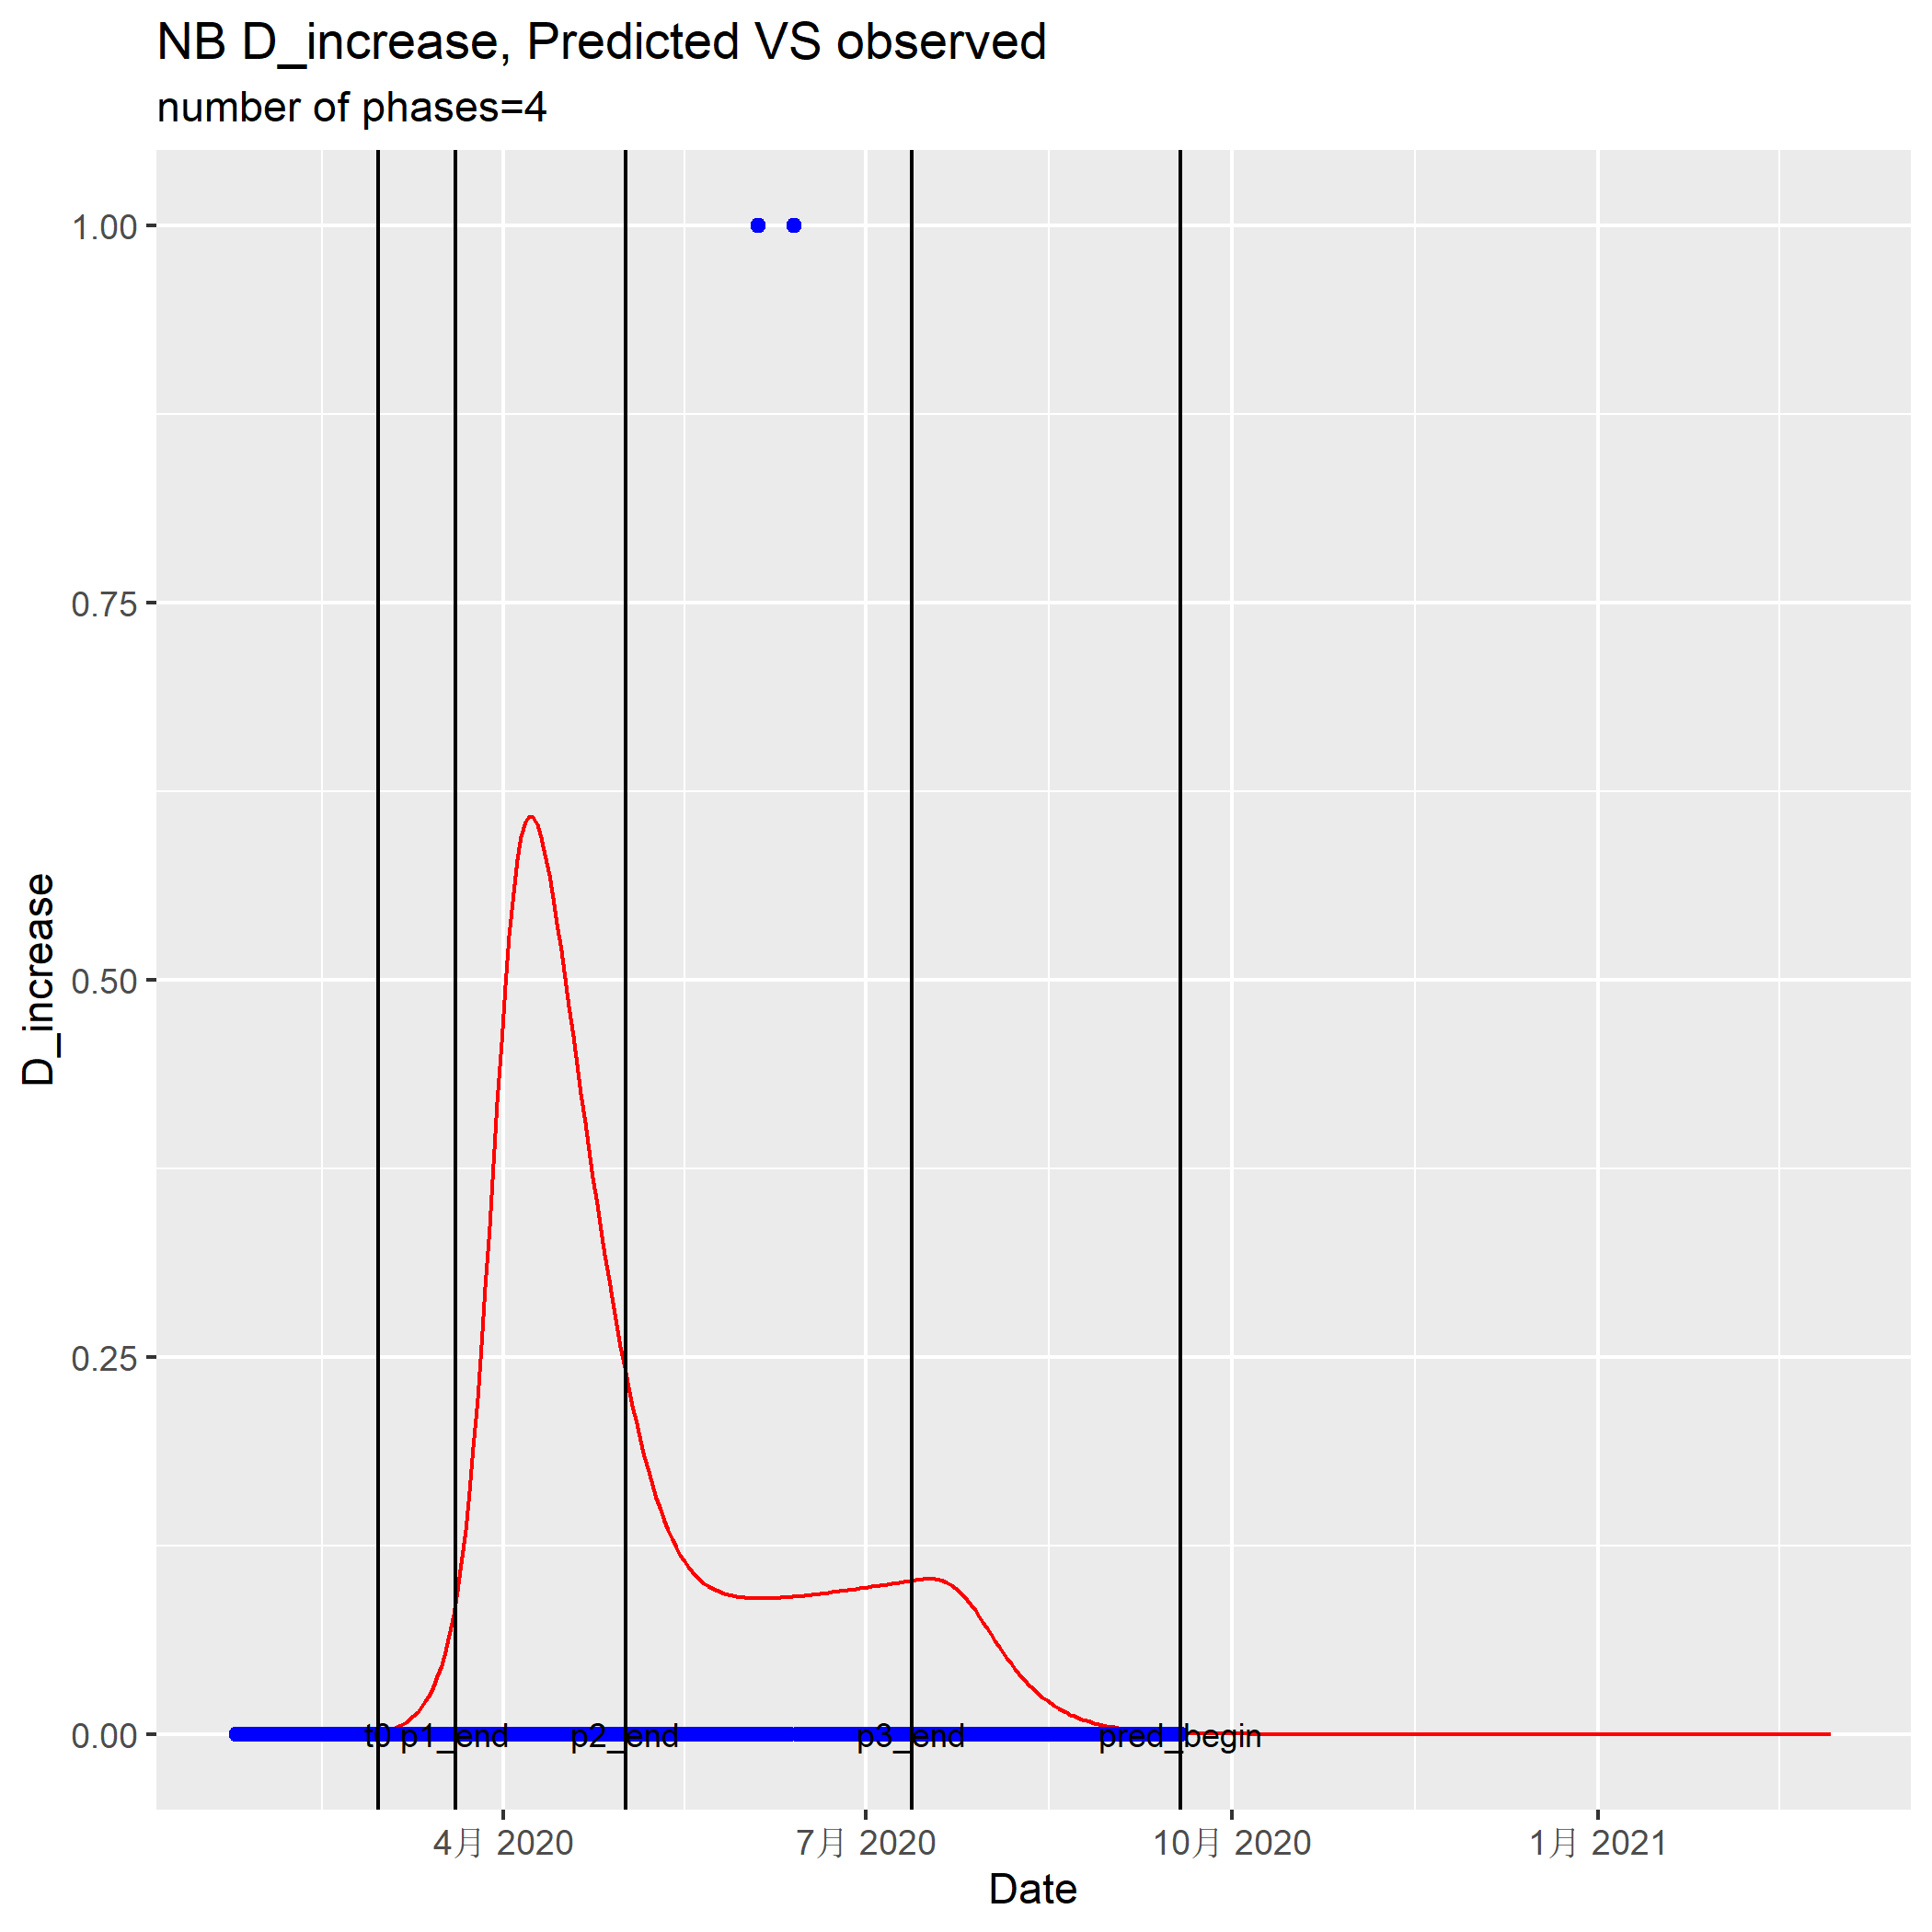 NB D_increase, Predicted VS observed
number of phases=4
1.00
0.75
0.50
0.25
0.00
D_increase
t0 p1_end p2_end p3_end pred_begin
4月 2020 7月 2020 10月 2020 1月 2021
Date